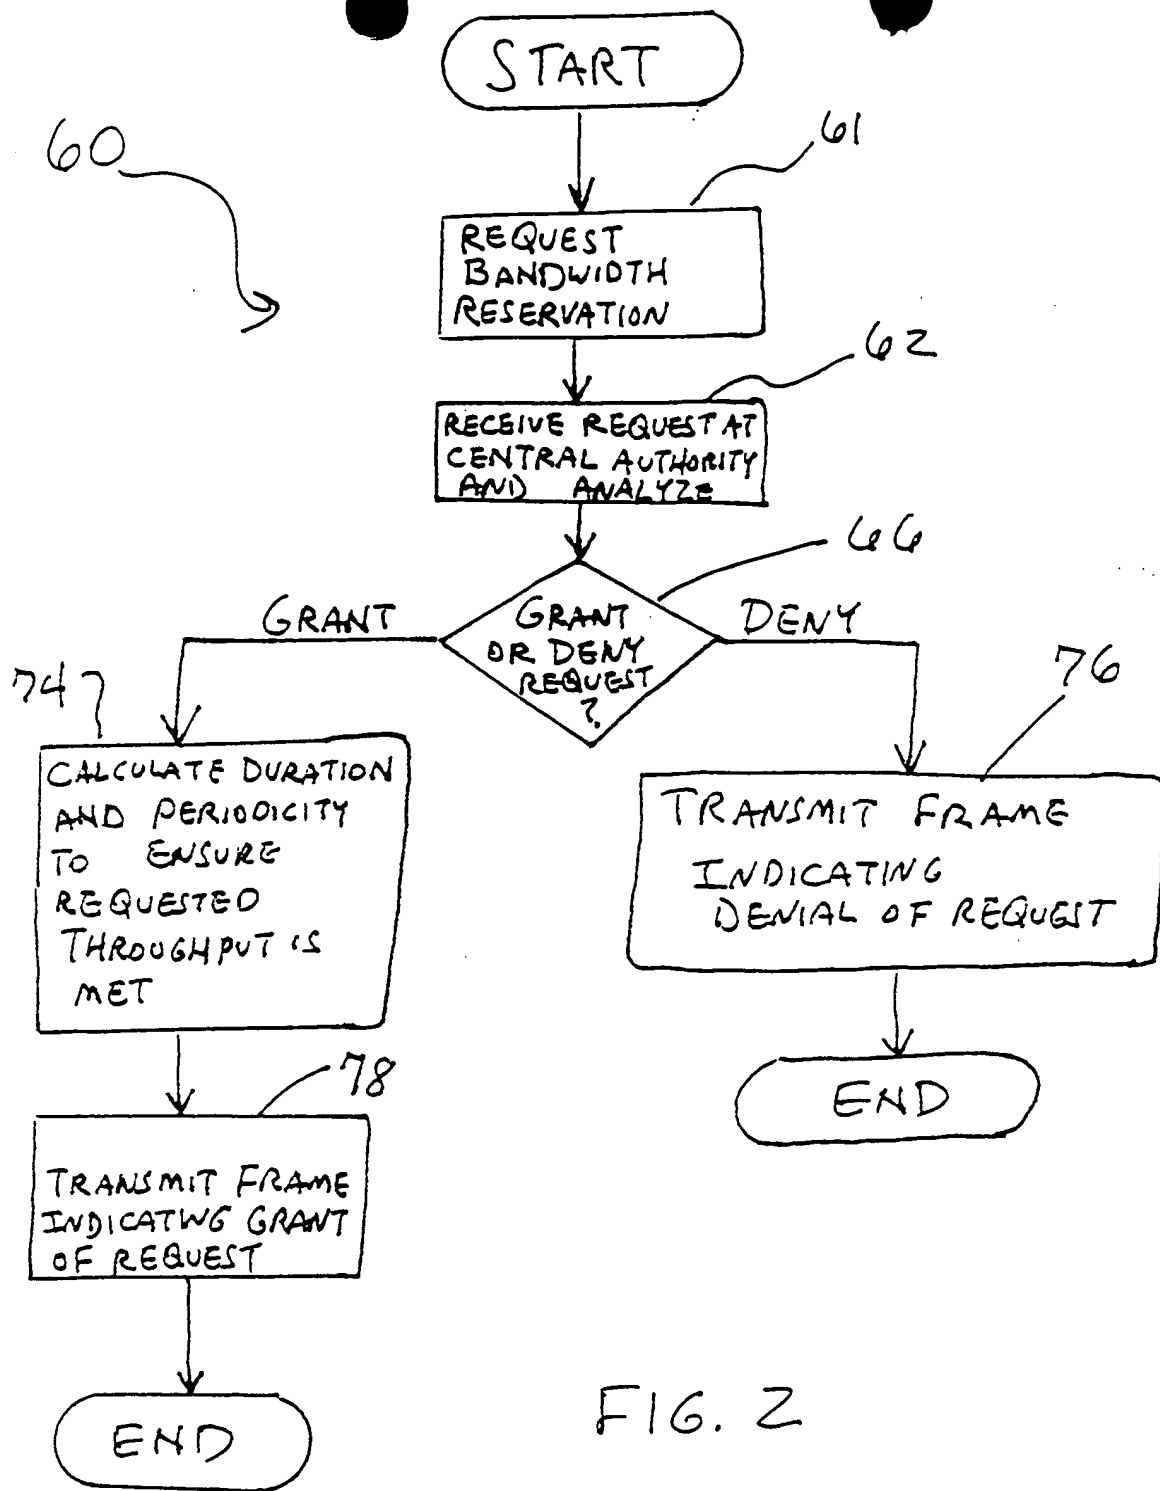 START
60
61
REQUEST
BANDWIDTH
RESERVATION
62
RECEIVE REQUEST AT
CENTRAL AUTHORITY
AND ANALYZE
66
GRANT
GRANT
OR DENY
REQUEST
?
DENY
74
76
CALCULATE DURATION
AND PERIODICITY
TO ENSURE
REQUESTED
THROUGHPUT IS
MET
TRANSMIT FRAME
INDICATING
DENIAL OF REQUEST
78
END
TRANSMIT FRAME
INDICATING GRANT
OF REQUEST
END
FIG. 2